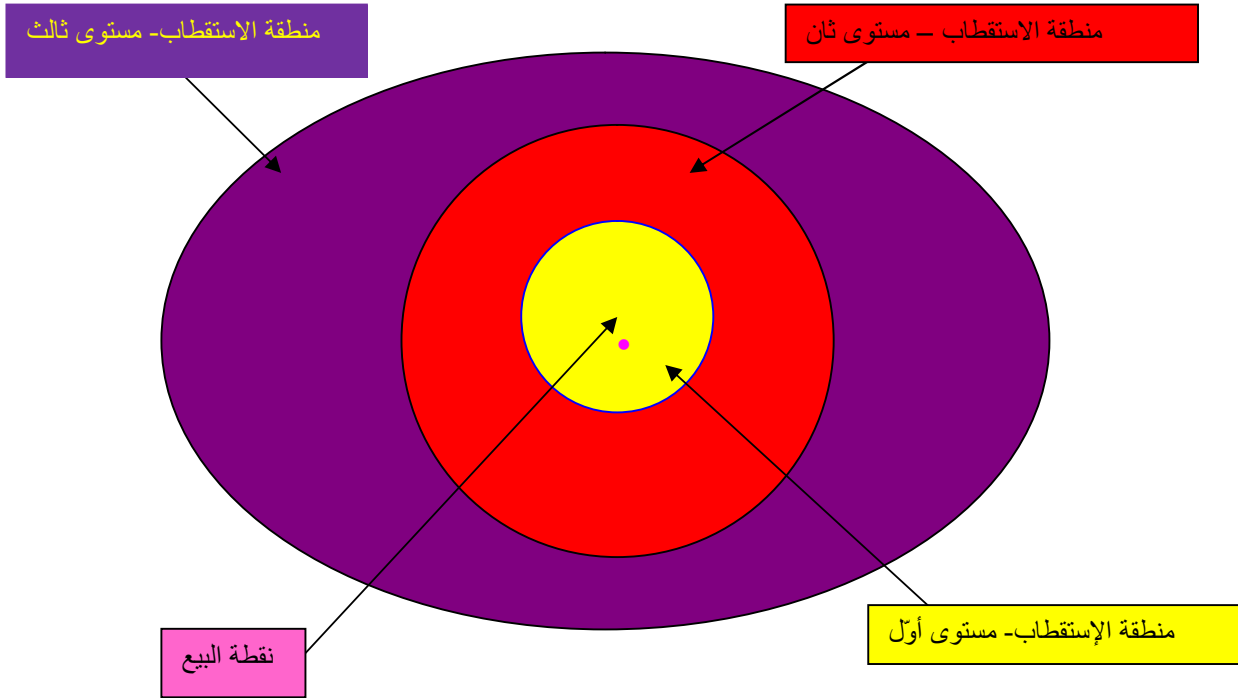 منطقة الاستقطاب – مستوى ثان
منطقة الاستقطاب- مستوى ثالث
منطقة الإستقطاب- مستوى أوّل
نقطة البيع